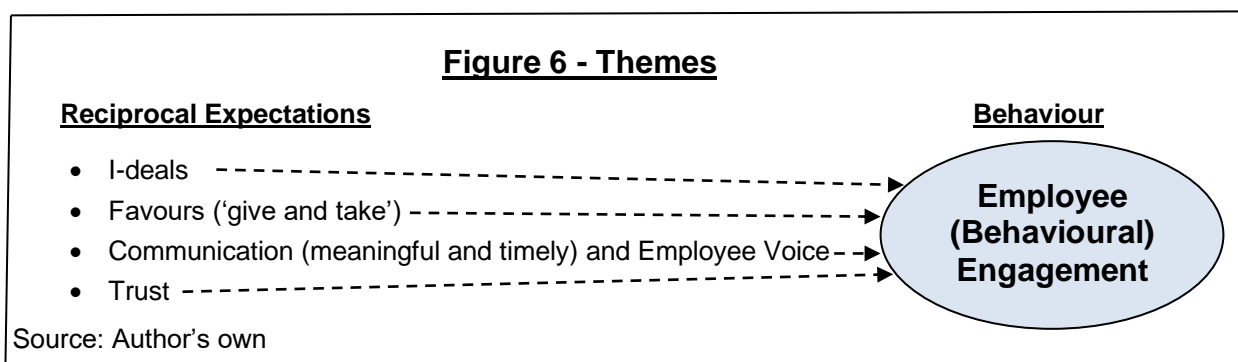 Figure 6 - Themes
Reciprocal Expectations
Behaviour
• I-deals
• Favours (‘give and take’)
• Communication (meaningful and timely) and Employee Voice
• Trust
Employee
(Behavioural)
Engagement
Source: Author’s own